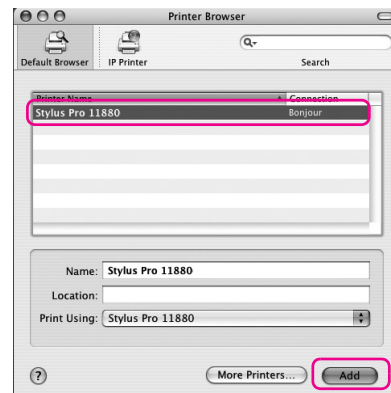 Printer Browser
Default Browser IP Printer Search
Printer Name Connection
Stylus Pro 11880 Bonjour
Name: Stylus Pro 11880
Location:
Print Using: Stylus Pro 11880
? More Printers... Add